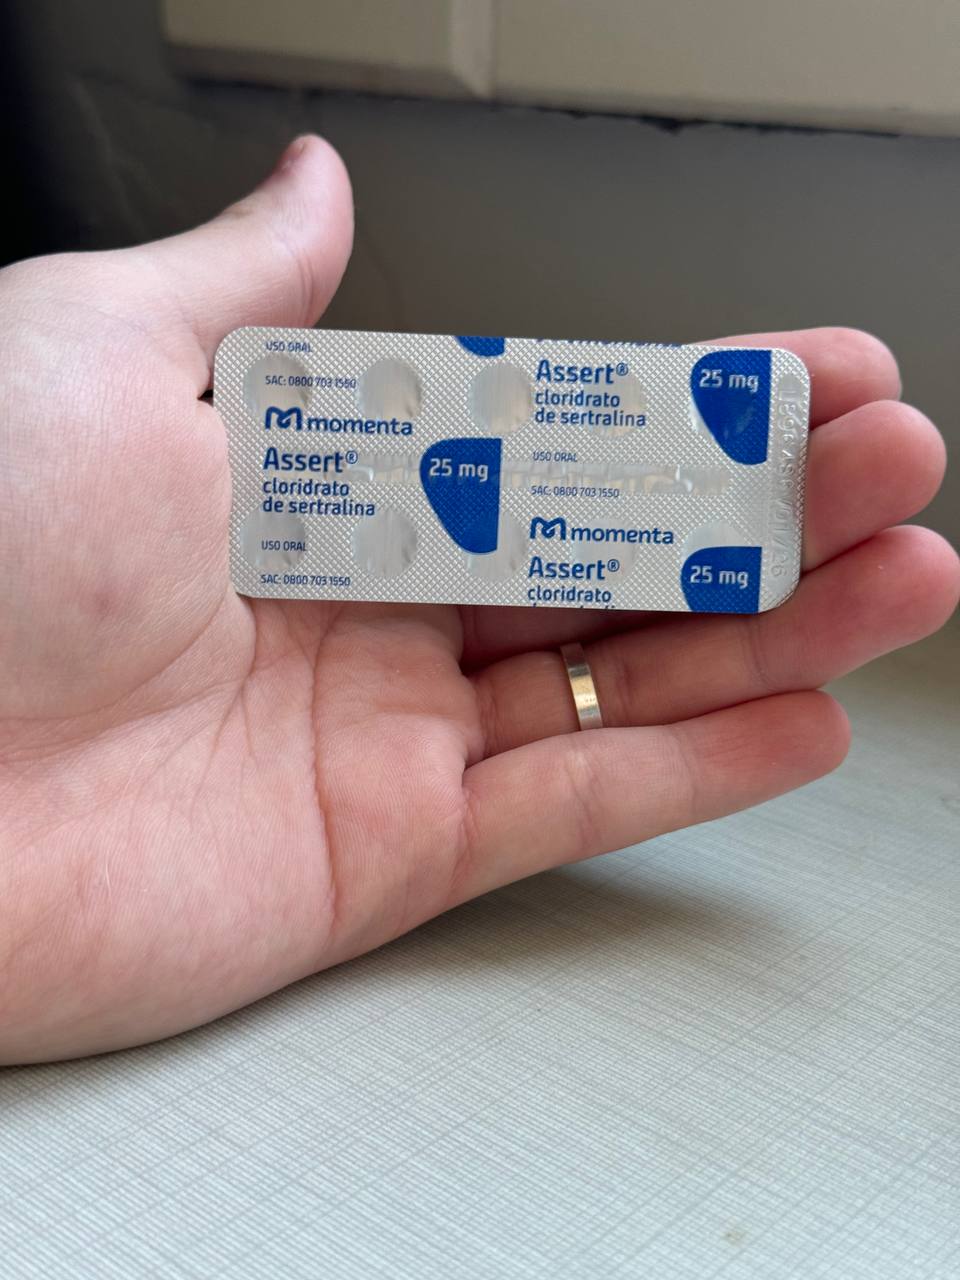 USO ORAL
SAC: 0800 703 1550
momenta
Assert®
cloridrato
de sertralina
25 mg
USO ORAL
SAC: 0800 703 1550
Assert®
cloridrato
de sertralina
25 mg
USO ORAL
SAC: 0800 703 1550
momenta
Assert®
cloridrato
25 mg